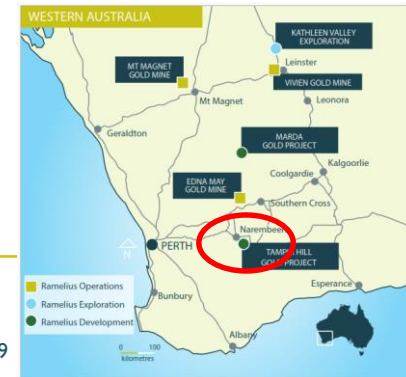 WESTERN AUSTRALIA
KATHLEEN VALLEY
EXPLORATION
MT MAGNET
GOLD MINE
Leinster
VIVIEN GOLD MINE
Mt Magnet
Leonora
Geraldton
MARDA
GOLD PROJECT
Kalgoorlie
Coolgardie
EDNA MAY
GOLD MINE
Southern Cross
PERTH
Narembeen
N
TAMPIA HILL
GOLD PROJECT
Ramelius Operations
Ramelius Exploration
Ramelius Development
Bunbury
Esperance
Albany
0 100
kilometres
9